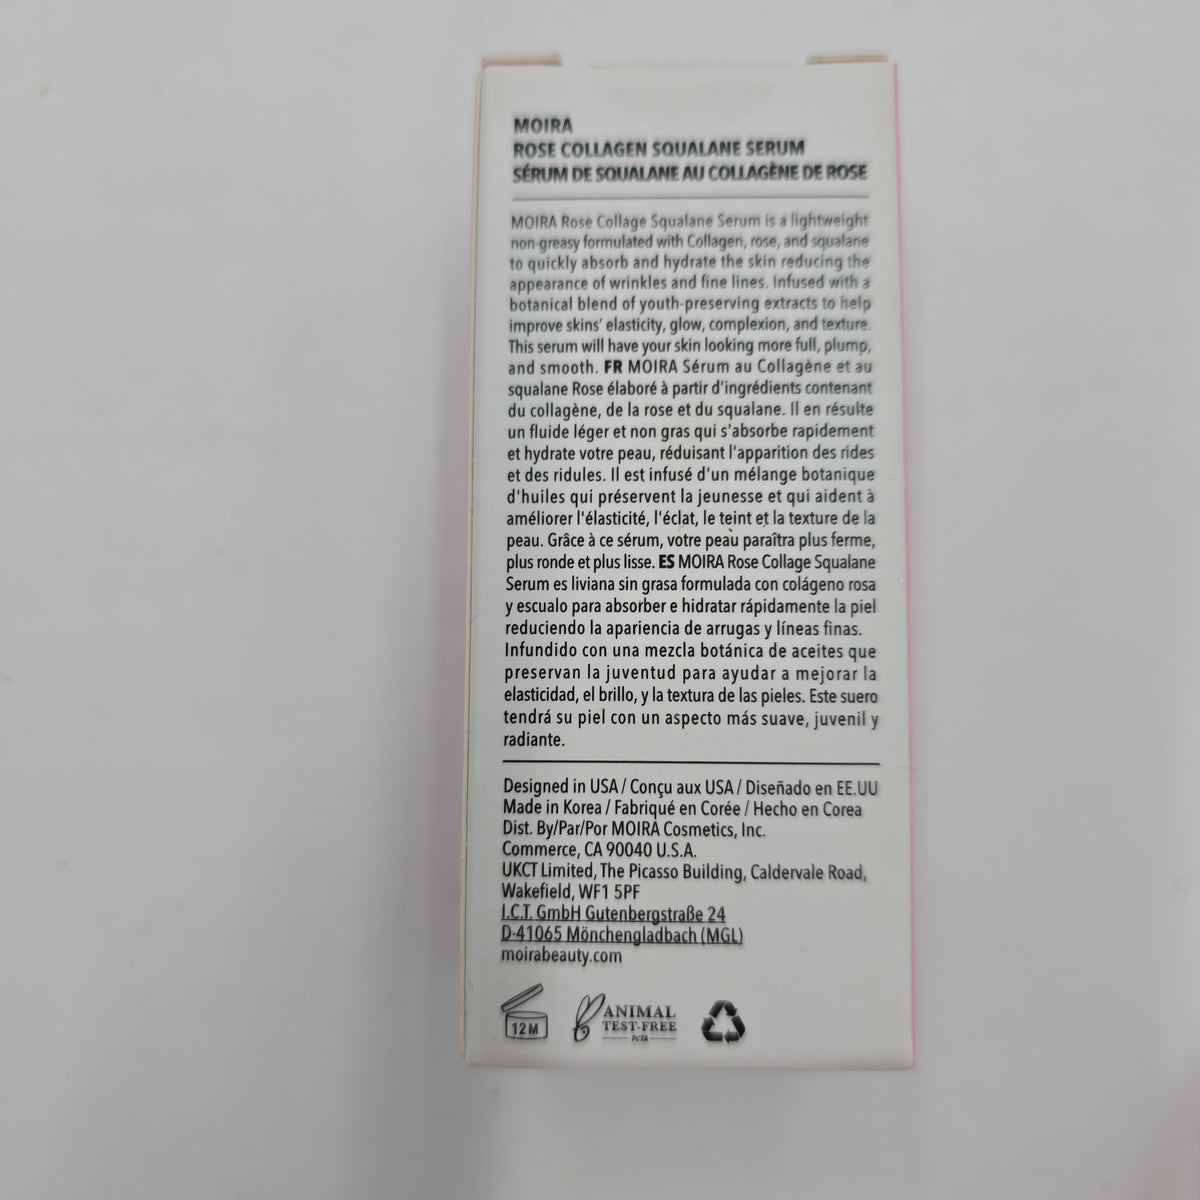 MOIRA
ROSE COLLAGEN SQUALANE SERUM
SÉRUM DE SQUALANE AU COLLAGÈNE DE ROSE
MOIRA Rose Collage Squalane Serum is a lightweight
non-greasy formulated with Collagen, rose, and squalane
to quickly absorb and hydrate the skin reducing the
appearance of wrinkles and fine lines. Infused with a
botanical blend of youth-preserving extracts to help
improve skins' elasticity, glow, complexion, and texture.
This serum will have your skin looking more full, plump,
and smooth. FR MOIRA Sérum au Collagène et au
squalane Rose élaboré à partir d'ingrédients contenant
du collagène, de la rose et du squalane. Il en résulte
un fluide léger et non gras qui s'absorbe rapidement
et hydrate votre peau, réduisant l'apparition des rides
et des ridules. Il est infusé d'un mélange botanique
d'huiles qui préservent la jeunesse et qui aident à
améliorer l'élasticité, l'éclat, le teint et la texture de la
peau. Grâce à ce sérum, votre peau paraîtra plus ferme,
plus ronde et plus lisse. ES MOIRA Rose Collage Squalane
Serum es liviana sin grasa formulada con colágeno rosa
y escualo para absorber e hidratar rápidamente la piel
reduciendo la apariencia de arrugas y líneas finas.
Infundido con una mezcla botánica de aceites que
preservan la juventud para ayudar a mejorar la
elasticidad, el brillo, y la textura de las pieles. Este suero
tendrá su piel con un aspecto más suave, juvenil y
radiante.
Designed in USA / Conçu aux USA / Diseñado en EE.UU
Made in Korea / Fabriqué en Corée / Hecho en Corea
Dist. By/Par/Por MOIRA Cosmetics, Inc.
Commerce, CA 90040 U.S.A.
UKCT Limited, The Picasso Building, Caldervale Road,
Wakefield, WF1 5PF
I.C.T. GmbH Gutenbergstraße 24
D-41065 Mönchengladbach (MGL)
moirabeauty.com
12 M
ANIMAL
TEST-FREE
PETA